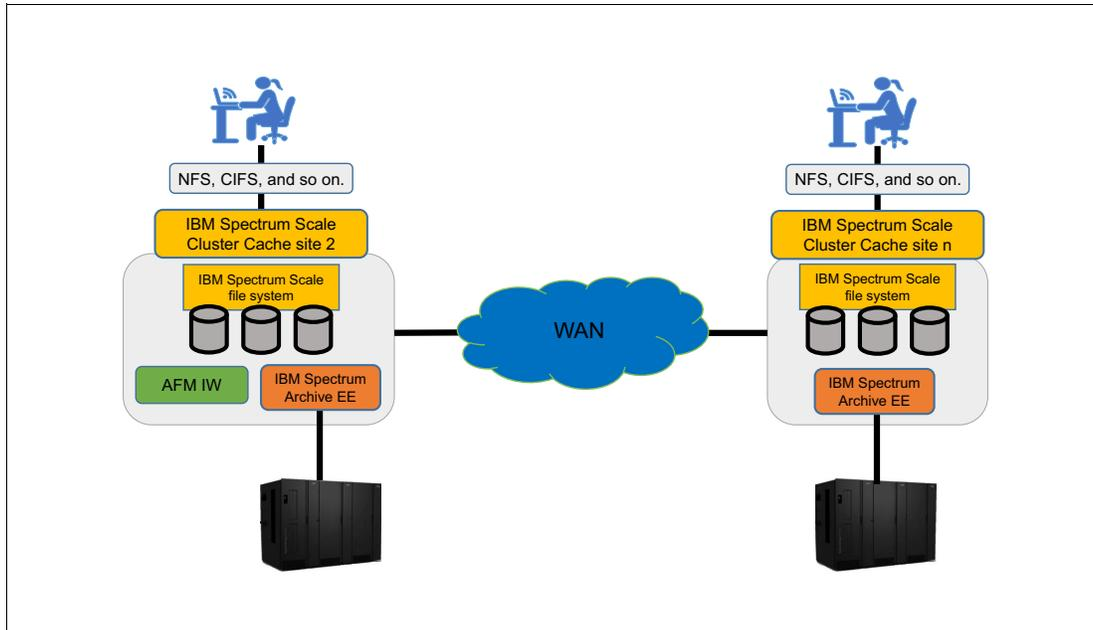 NFS, CIFS, and so on.
IBM Spectrum Scale
Cluster Cache site 2
IBM Spectrum Scale
file system
AFM IW
IBM Spectrum
Archive EE
WAN
NFS, CIFS, and so on.
IBM Spectrum Scale
Cluster Cache site n
IBM Spectrum Scale
file system
IBM Spectrum
Archive EE